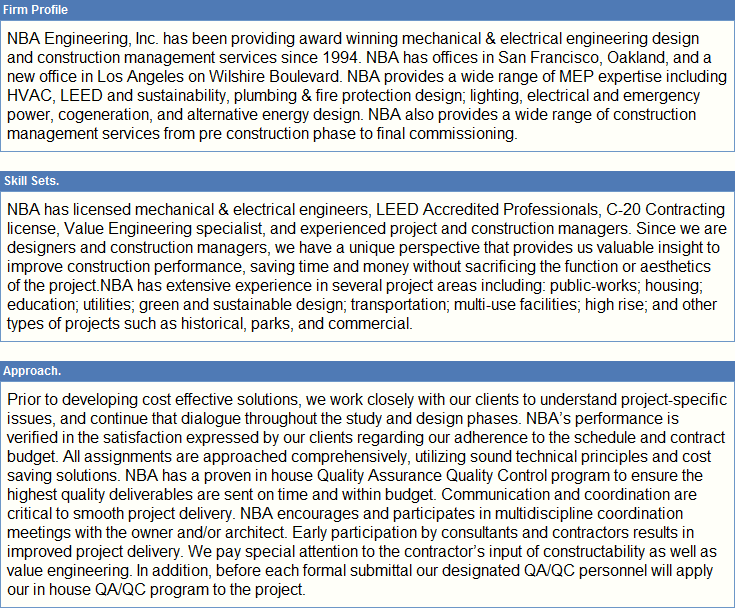 Firm Profile
NBA Engineering, Inc. has been providing award winning mechanical & electrical engineering design
and construction management services since 1994. NBA has offices in San Francisco, Oakland, and a
new office in Los Angeles on Wilshire Boulevard. NBA provides a wide range of MEP expertise including
HVAC, LEED and sustainability, plumbing & fire protection design; lighting, electrical and emergency
power, cogeneration, and alternative energy design. NBA also provides a wide range of construction
management services from pre construction phase to final commissioning.
Skill Sets.
NBA has licensed mechanical & electrical engineers, LEED Accredited Professionals, C-20 Contracting
license, Value Engineering specialist, and experienced project and construction managers. Since we are
designers and construction managers, we have a unique perspective that provides us valuable insight to
improve construction performance, saving time and money without sacrificing the function or aesthetics
of the project.NBA has extensive experience in several project areas including: public-works; housing;
education; utilities; green and sustainable design; transportation; multi-use facilities; high rise; and other
types of projects such as historical, parks, and commercial.
Approach.
Prior to developing cost effective solutions, we work closely with our clients to understand project-specific
issues, and continue that dialogue throughout the study and design phases. NBA’s performance is
verified in the satisfaction expressed by our clients regarding our adherence to the schedule and contract
budget. All assignments are approached comprehensively, utilizing sound technical principles and cost
saving solutions. NBA has a proven in house Quality Assurance Quality Control program to ensure the
highest quality deliverables are sent on time and within budget. Communication and coordination are
critical to smooth project delivery. NBA encourages and participates in multidiscipline coordination
meetings with the owner and/or architect. Early participation by consultants and contractors results in
improved project delivery. We pay special attention to the contractor’s input of constructability as well as
value engineering. In addition, before each formal submittal our designated QA/QC personnel will apply
our in house QA/QC program to the project.